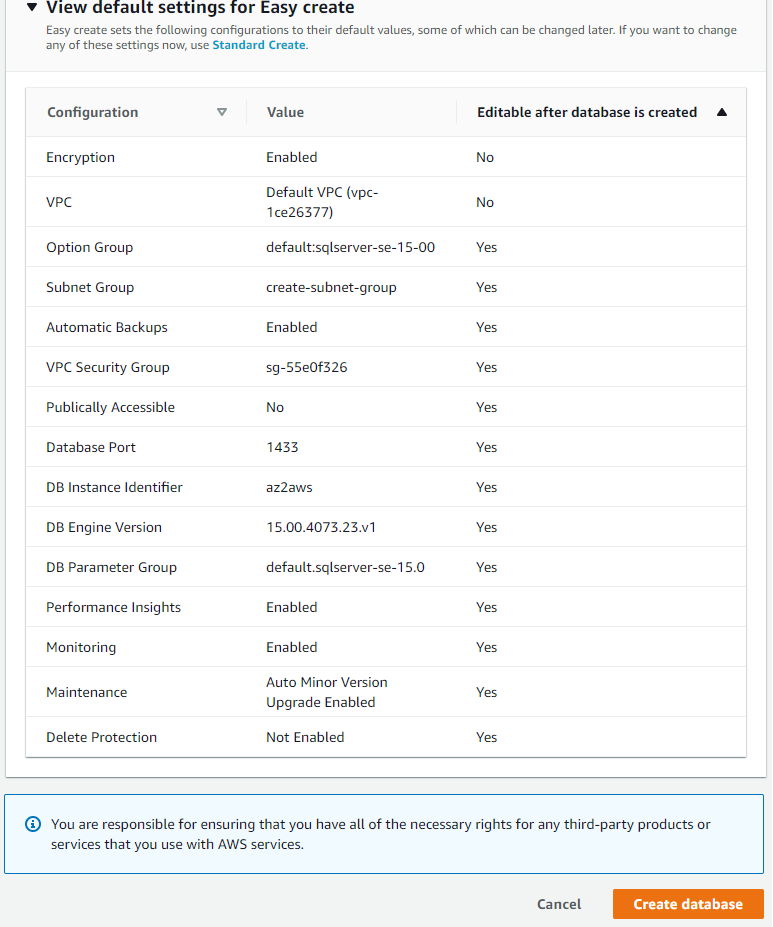 View default settings for Easy create
Easy create sets the following configurations to their default values, some of which can be changed later. If you want to change
any of these settings now, use Standard Create.
Configuration Value Editable after database is created
Encryption Enabled No
VPC Default VPC (vpc-
1ce26377) No
Option Group default:sqlserver-se-15-00 Yes
Subnet Group create-subnet-group Yes
Automatic Backups Enabled Yes
VPC Security Group sg-55e0f326 Yes
Publically Accessible No Yes
Database Port 1433 Yes
DB Instance Identifier az2aws Yes
DB Engine Version 15.00.4073.23.v1 Yes
DB Parameter Group default.sqlserver-se-15.0 Yes
Performance Insights Enabled Yes
Monitoring Enabled Yes
Maintenance Auto Minor Version
Upgrade Enabled Yes
Delete Protection Not Enabled Yes
You are responsible for ensuring that you have all of the necessary rights for any third-party products or
services that you use with AWS services.
Cancel Create database